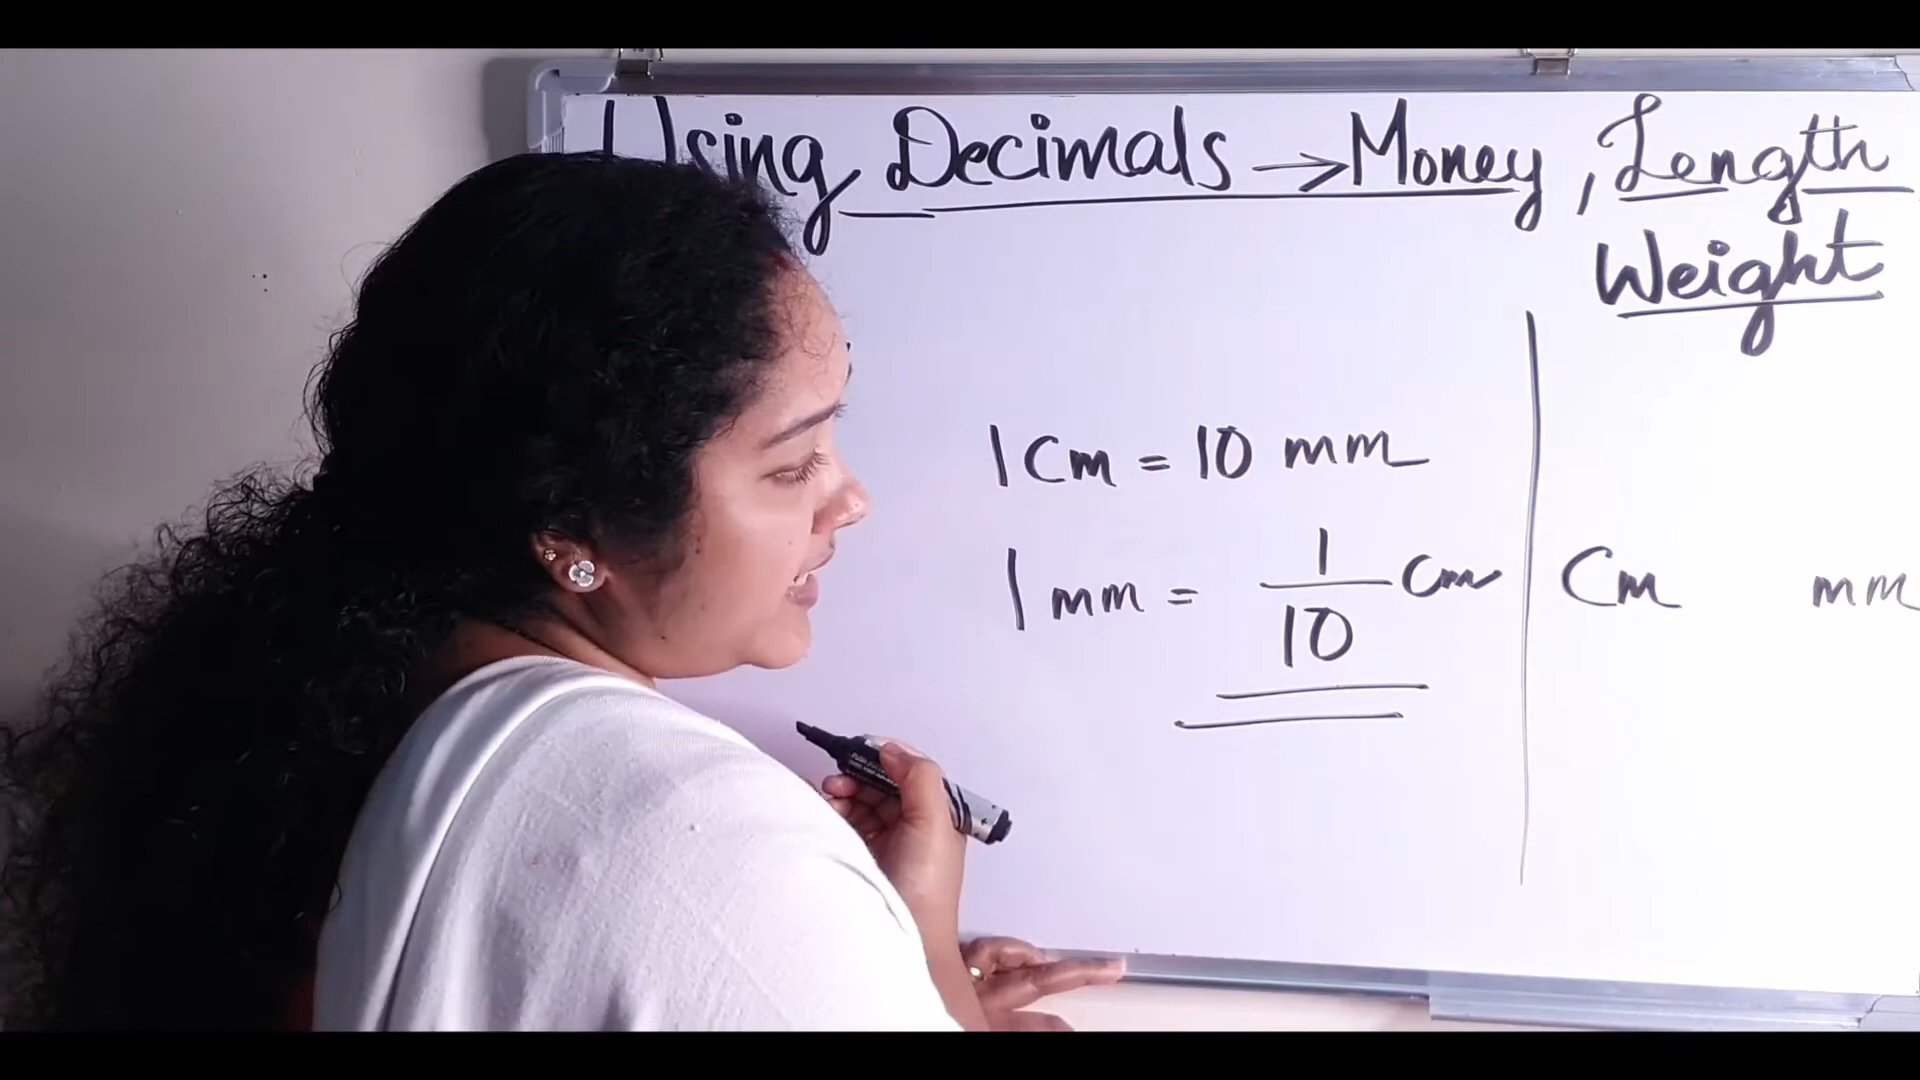 Using Decimals → Money, Length
Weight
1 cm = 10 mm
1 mm = 1/10 cm
cm mm